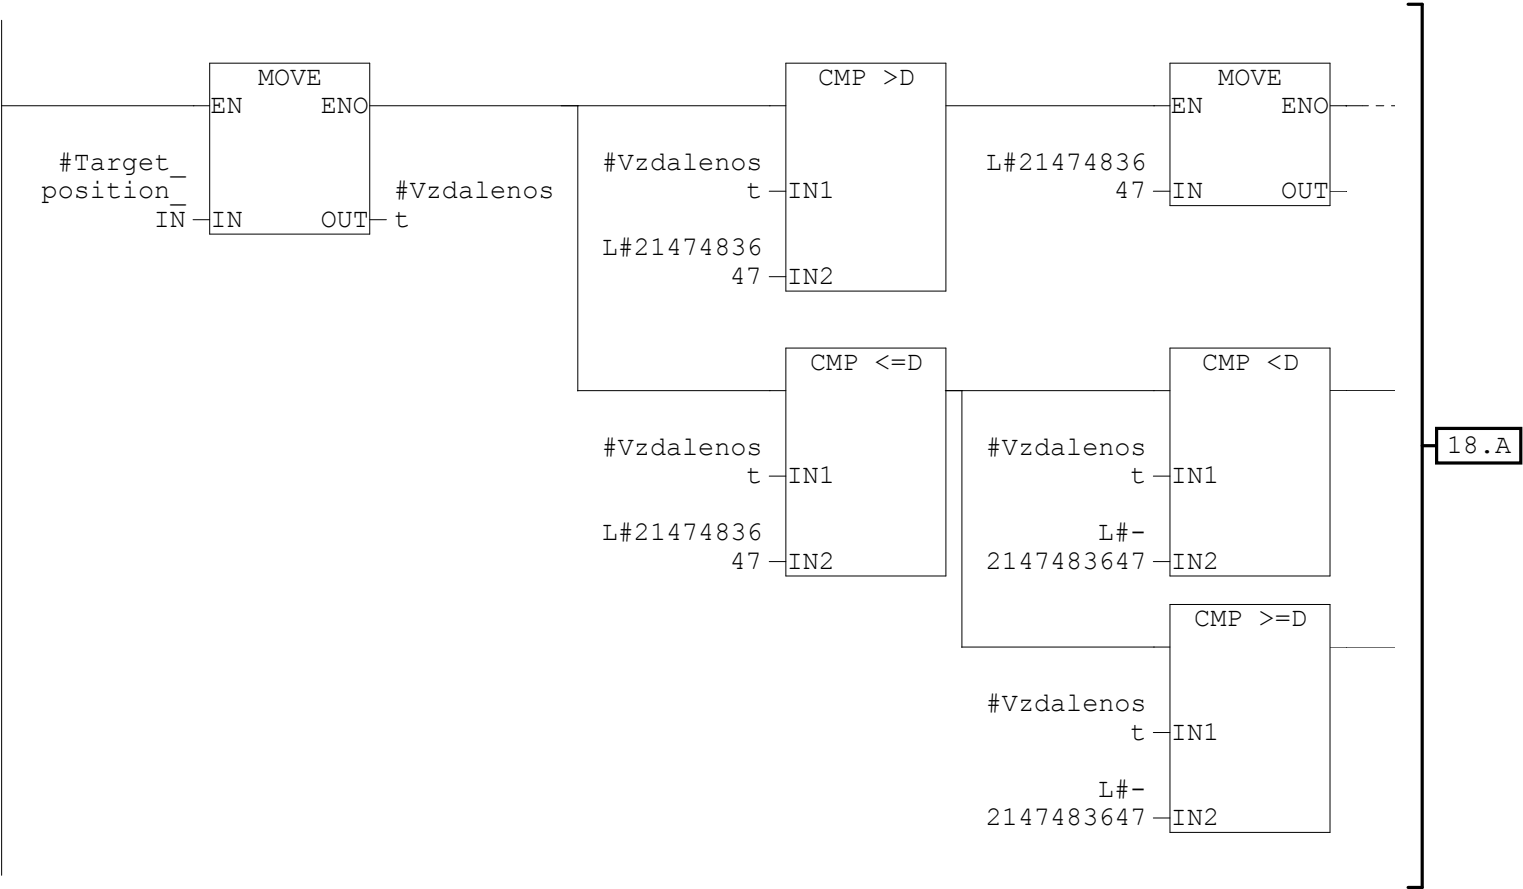 MOVE
EN ENO
#Target_
position_
IN IN OUT
#Vzdalenos
t
CMP >D
#Vzdalenos
t IN1
L#21474836
47 IN2
MOVE
EN ENO
L#21474836
47 IN OUT
CMP <=D
#Vzdalenos
t IN1
L#21474836
47 IN2
CMP <D
#Vzdalenos
t IN1
L#-
2147483647 IN2
CMP >=D
#Vzdalenos
t IN1
L#-
2147483647 IN2
18.A